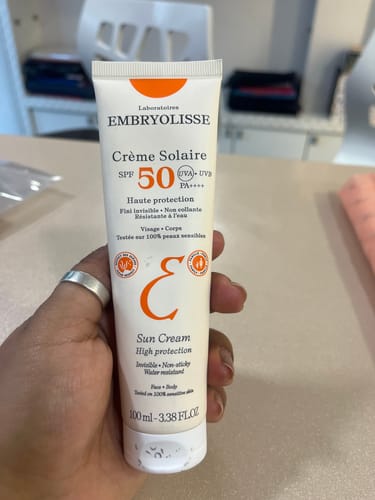 Laboratoires
EMBRYOLISSE
Crème Solaire
SPF 50 UVA • UVB
PA++++
Haute protection
Fini invisible • Non collante
Résistante à l'eau
Visage • Corps
Testée sur 100% peaux sensibles
E
Sun Cream
High protection
Invisible • Non-sticky
Water resistant
Face • Body
Tested on 100% sensitive skin
100 ml - 3.38 FL.OZ